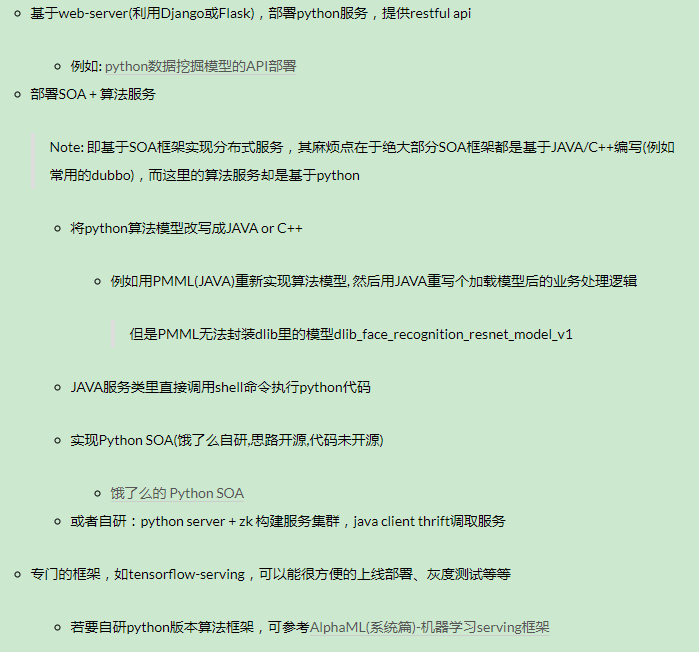 基于web-server(利用Django或Flask)，部署python服务，提供restful api
例如: python数据挖掘模型的API部署
部署SOA + 算法服务
Note: 即基于SOA框架实现分布式服务，其麻烦点在于绝大部分SOA框架都是基于JAVA/C++编写(例如
常用的dubbo)，而这里的算法服务却是基于python
将python算法模型改写成JAVA or C++
例如用PMML(JAVA)重新实现算法模型, 然后用JAVA重写个加载模型后的业务处理逻辑
但是PMML无法封装dlib里的模型dlib_face_recognition_resnet_model_v1
JAVA服务类里直接调用shell命令执行python代码
实现Python SOA(饿了么自研,思路开源,代码未开源)
饿了么的 Python SOA
或者自研：python server + zk 构建服务集群，java client thrift调取服务
专门的框架，如tensorflow-serving，可以能很方便的上线部署、灰度测试等等
若要自研python版本算法框架，可参考AlphaML(系统篇)-机器学习serving框架